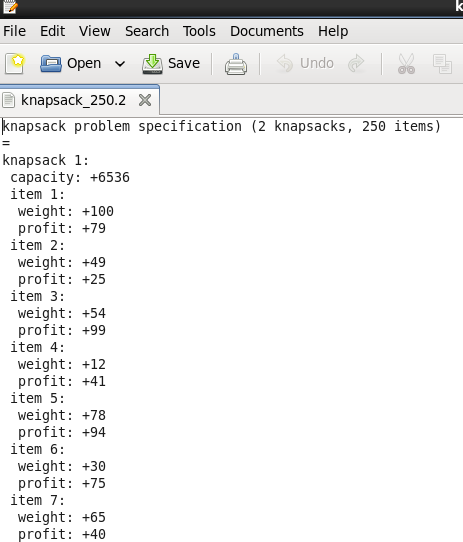 k
File Edit View Search Tools Documents Help
Open Save Undo
knapsack_250.2
knapsack problem specification (2 knapsacks, 250 items)
=
knapsack 1:
capacity: +6536
item 1:
weight: +100
profit: +79
item 2:
weight: +49
profit: +25
item 3:
weight: +54
profit: +99
item 4:
weight: +12
profit: +41
item 5:
weight: +78
profit: +94
item 6:
weight: +30
profit: +75
item 7:
weight: +65
profit: +40